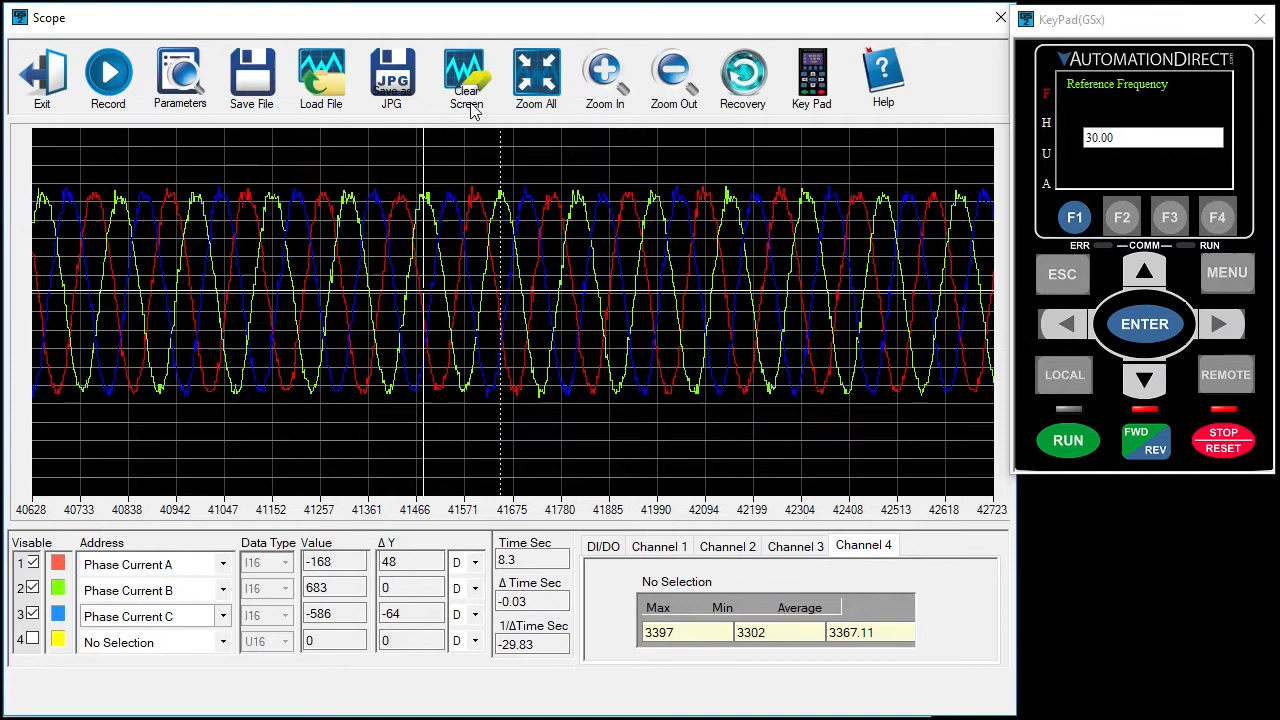 Scope
KeyPad(GSx)
Exit
Record
Parameters
Save File
Load File
JPG
Save as
JPG
Clear
Screen
Zoom All
Zoom In
Zoom Out
Recovery
Key Pad
Help
AUTOMATIONDIRECT
Reference Frequency
30.00
F
H
U
A
F1 F2 F3 F4
ERR COMM RUN
ESC
MENU
ENTER
LOCAL
REMOTE
RUN
FWD
REV
STOP
RESET
40628 40733 40838 40942 41047 41152 41257 41361 41466 41571 41675 41780 41885 41990 42094 42199 42304 42408 42513 42618 42723
Visable Address Data Type Value Δ Y
1 Phase Current A I16 -168 48 D
2 Phase Current B I16 683 0 D
3 Phase Current C I16 -586 -64 D
4 No Selection U16 0 0 D
Time Sec
8.3
Δ Time Sec
-0.03
1/ΔTime Sec
-29.83
DI/DO Channel 1 Channel 2 Channel 3 Channel 4
No Selection
Max Min Average
3397 3302 3367.11